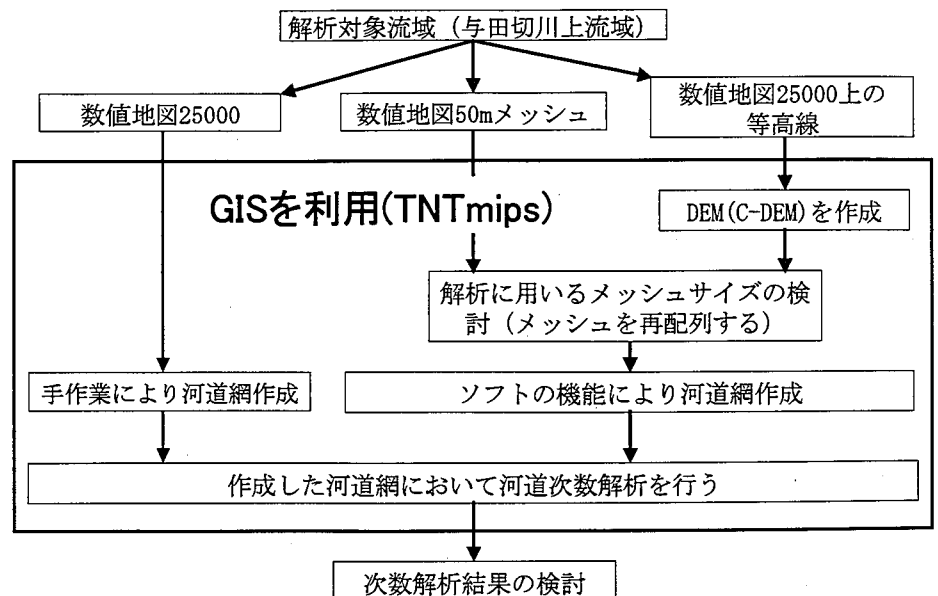 解析対象流域（与田切川上流域）
数値地図25000
数値地図50mメッシュ
数値地図25000上の
等高線
GISを利用(TNTmips)
DEM(C-DEM)を作成
解析に用いるメッシュサイズの検
討（メッシュを再配列する）
手作業により河道網作成
ソフトの機能により河道網作成
作成した河道網において河道次数解析を行う
次数解析結果の検討